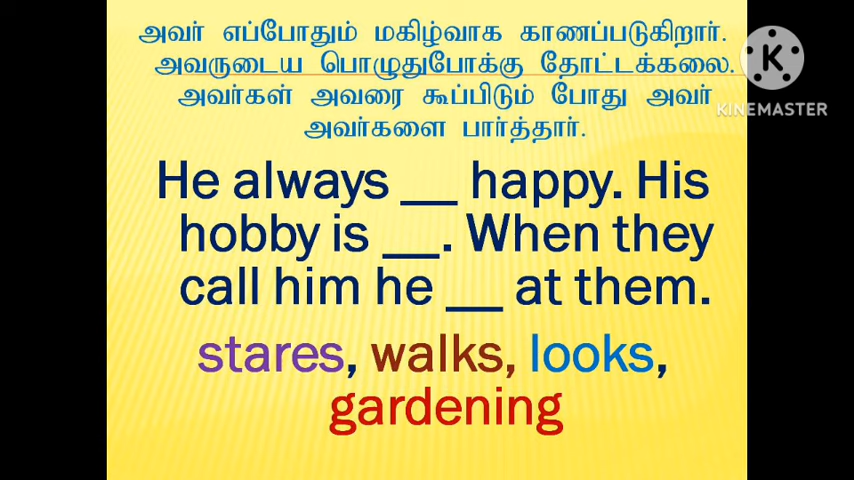 அவர் எப்போதும் மகிழ்வாக காணப்படுகிறார்.
அவருடைய பொழுதுபோக்கு தோட்டக்கலை.
அவர்கள் அவரை கூப்பிடும் போது அவர்
அவர்களை பார்த்தார்.
He always __ happy. His
hobby is __. When they
call him he __ at them.
stares, walks, looks,
gardening
K
KINEMASTER